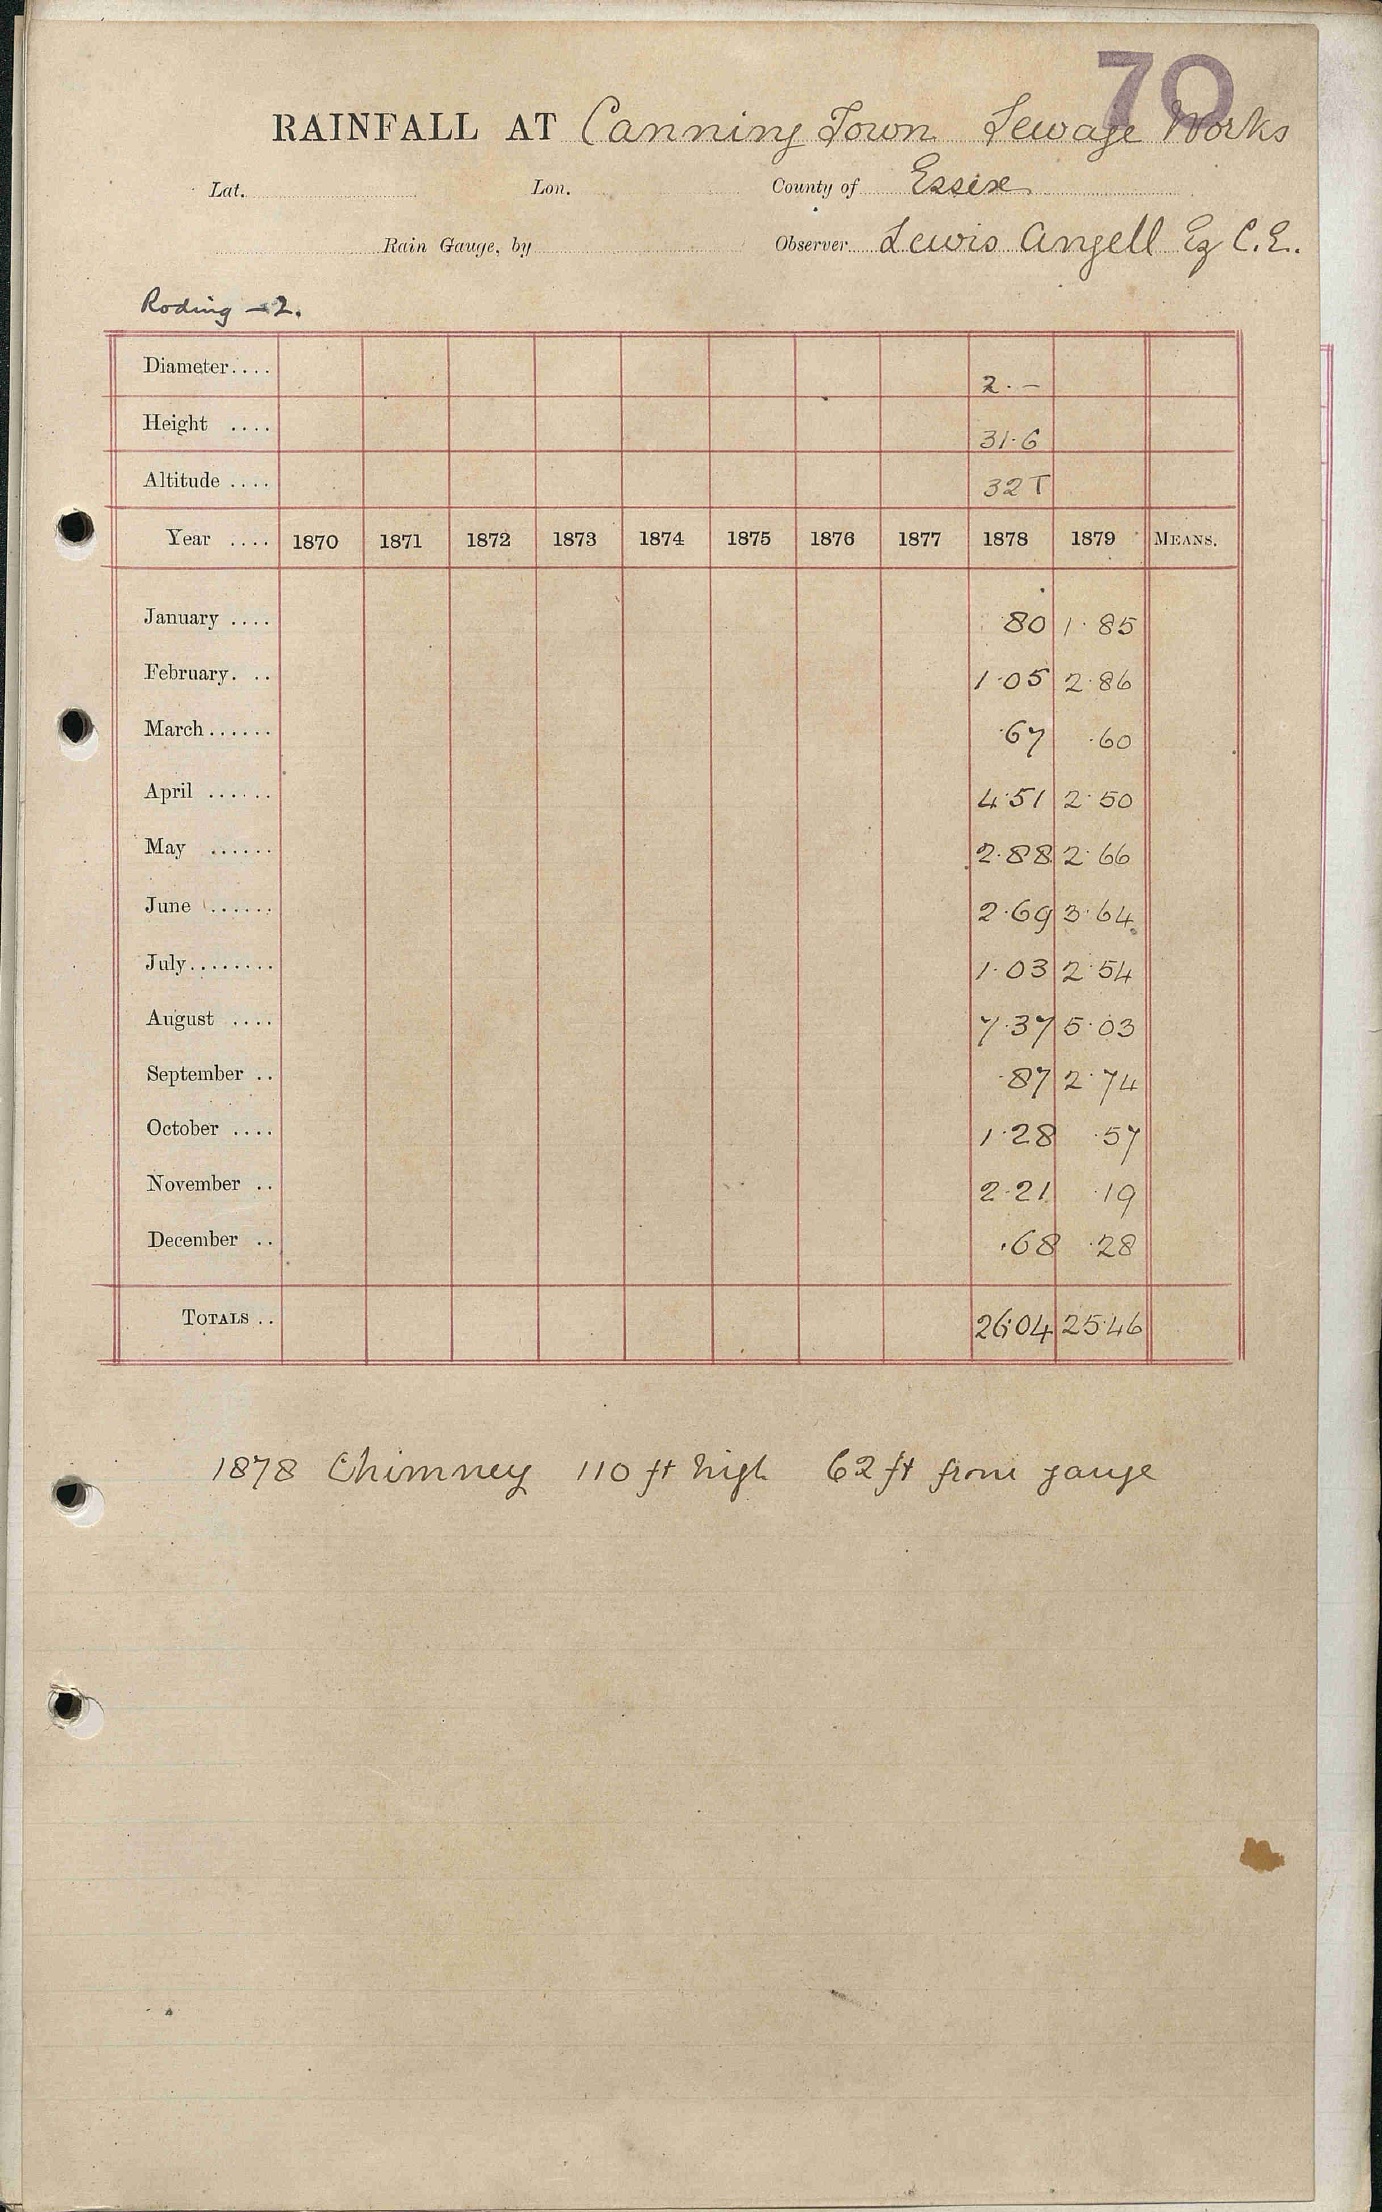 70
RAINFALL AT Canning Town Sewage Works
Lat. Lon. County of Essex
Rain Gauge, by Observer Lewis Angell Eq C.E.
Roding - 2.
Diameter.... 2 . -
Height .... 31.6
Altitude .... 32 T
Year .... 1870 1871 1872 1873 1874 1875 1876 1877 1878 1879 MEANS.
January .... .80 1.85
February. .. 1.05 2.86
March...... .67 .60
April ...... 4.51 2.50
May ...... 2.88 2.66
June ...... 2.69 3.64
July........ 1.03 2.54
August .... 7.37 5.03
September .. .87 2.74
October .... 1.28 .57
November .. 2.21 .19
December .. .68 .28
TOTALS .. 26.04 25.46
1878 Chimney 110 ft high 62 ft from gauge